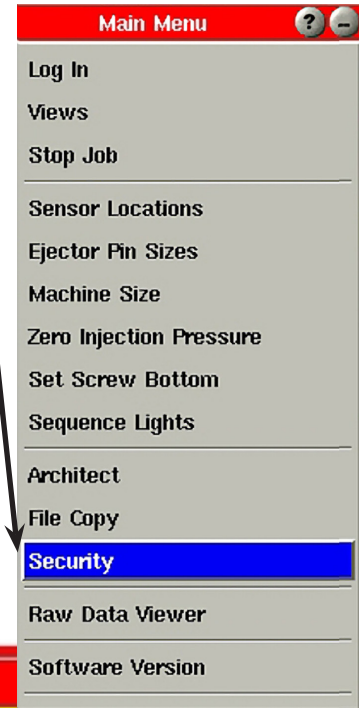 Main Menu ? –
Log In
Views
Stop Job
Sensor Locations
Ejector Pin Sizes
Machine Size
Zero Injection Pressure
Set Screw Bottom
Sequence Lights
Architect
File Copy
Security
Raw Data Viewer
Software Version